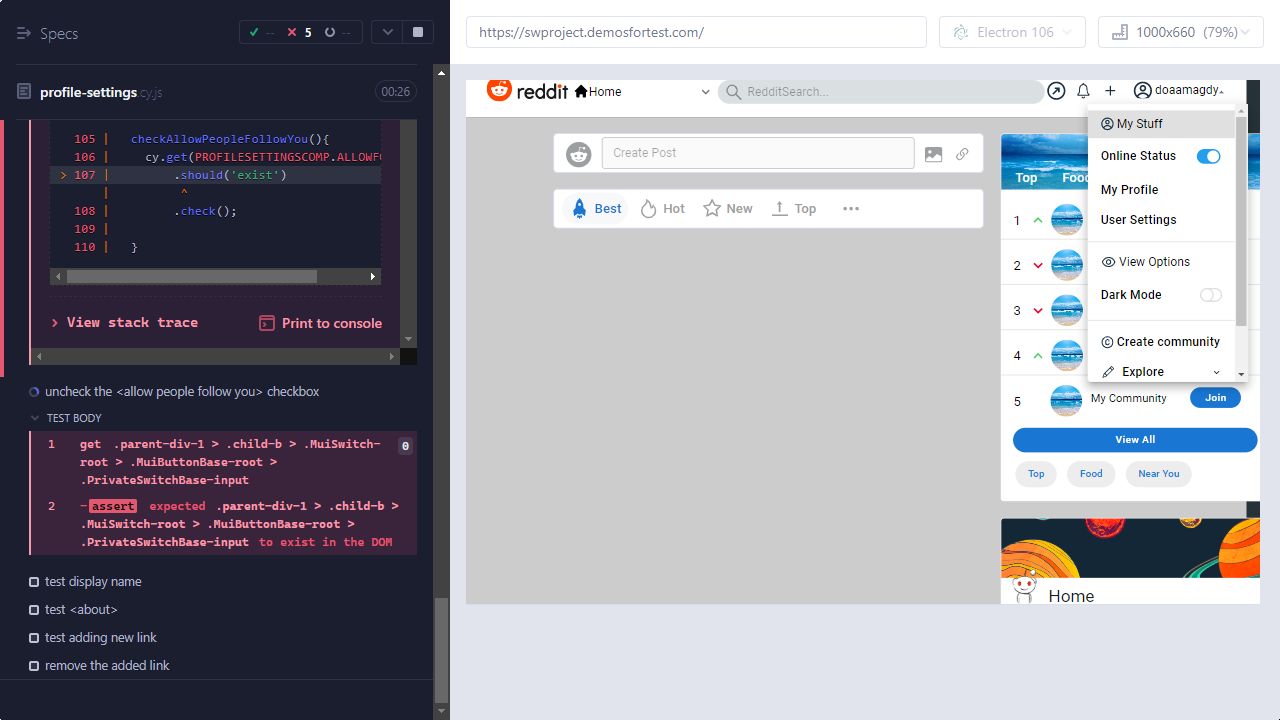 Specs
-- 5 --
https://swproject.demosfortest.com/
Electron 106
1000x660 (79%)
profile-settings.cy.js
00:26
105 | checkAllowPeopleFollowYou(){
106 | cy.get(PROFILESETTINGSCOMP.ALLOWF
> 107 | .should('exist')
| ^
108 | .check();
109 |
110 | }
> View stack trace
Print to console
uncheck the <allow people follow you> checkbox
TEST BODY
1 get .parent-div-1 > .child-b > .MuiSwitch-
root > .MuiButtonBase-root >
.PrivateSwitchBase-input
0
2 -assert expected .parent-div-1 > .child-b >
.MuiSwitch-root > .MuiButtonBase-root >
.PrivateSwitchBase-input to exist in the DOM
test display name
test <about>
test adding new link
remove the added link
reddit
Home
RedditSearch...
doaamagdy
Create Post
Best
Hot
New
Top
Top
Food
1
2
3
4
5
My Community
Join
View All
Top
Food
Near You
Home
My Stuff
Online Status
My Profile
User Settings
View Options
Dark Mode
Create community
Explore